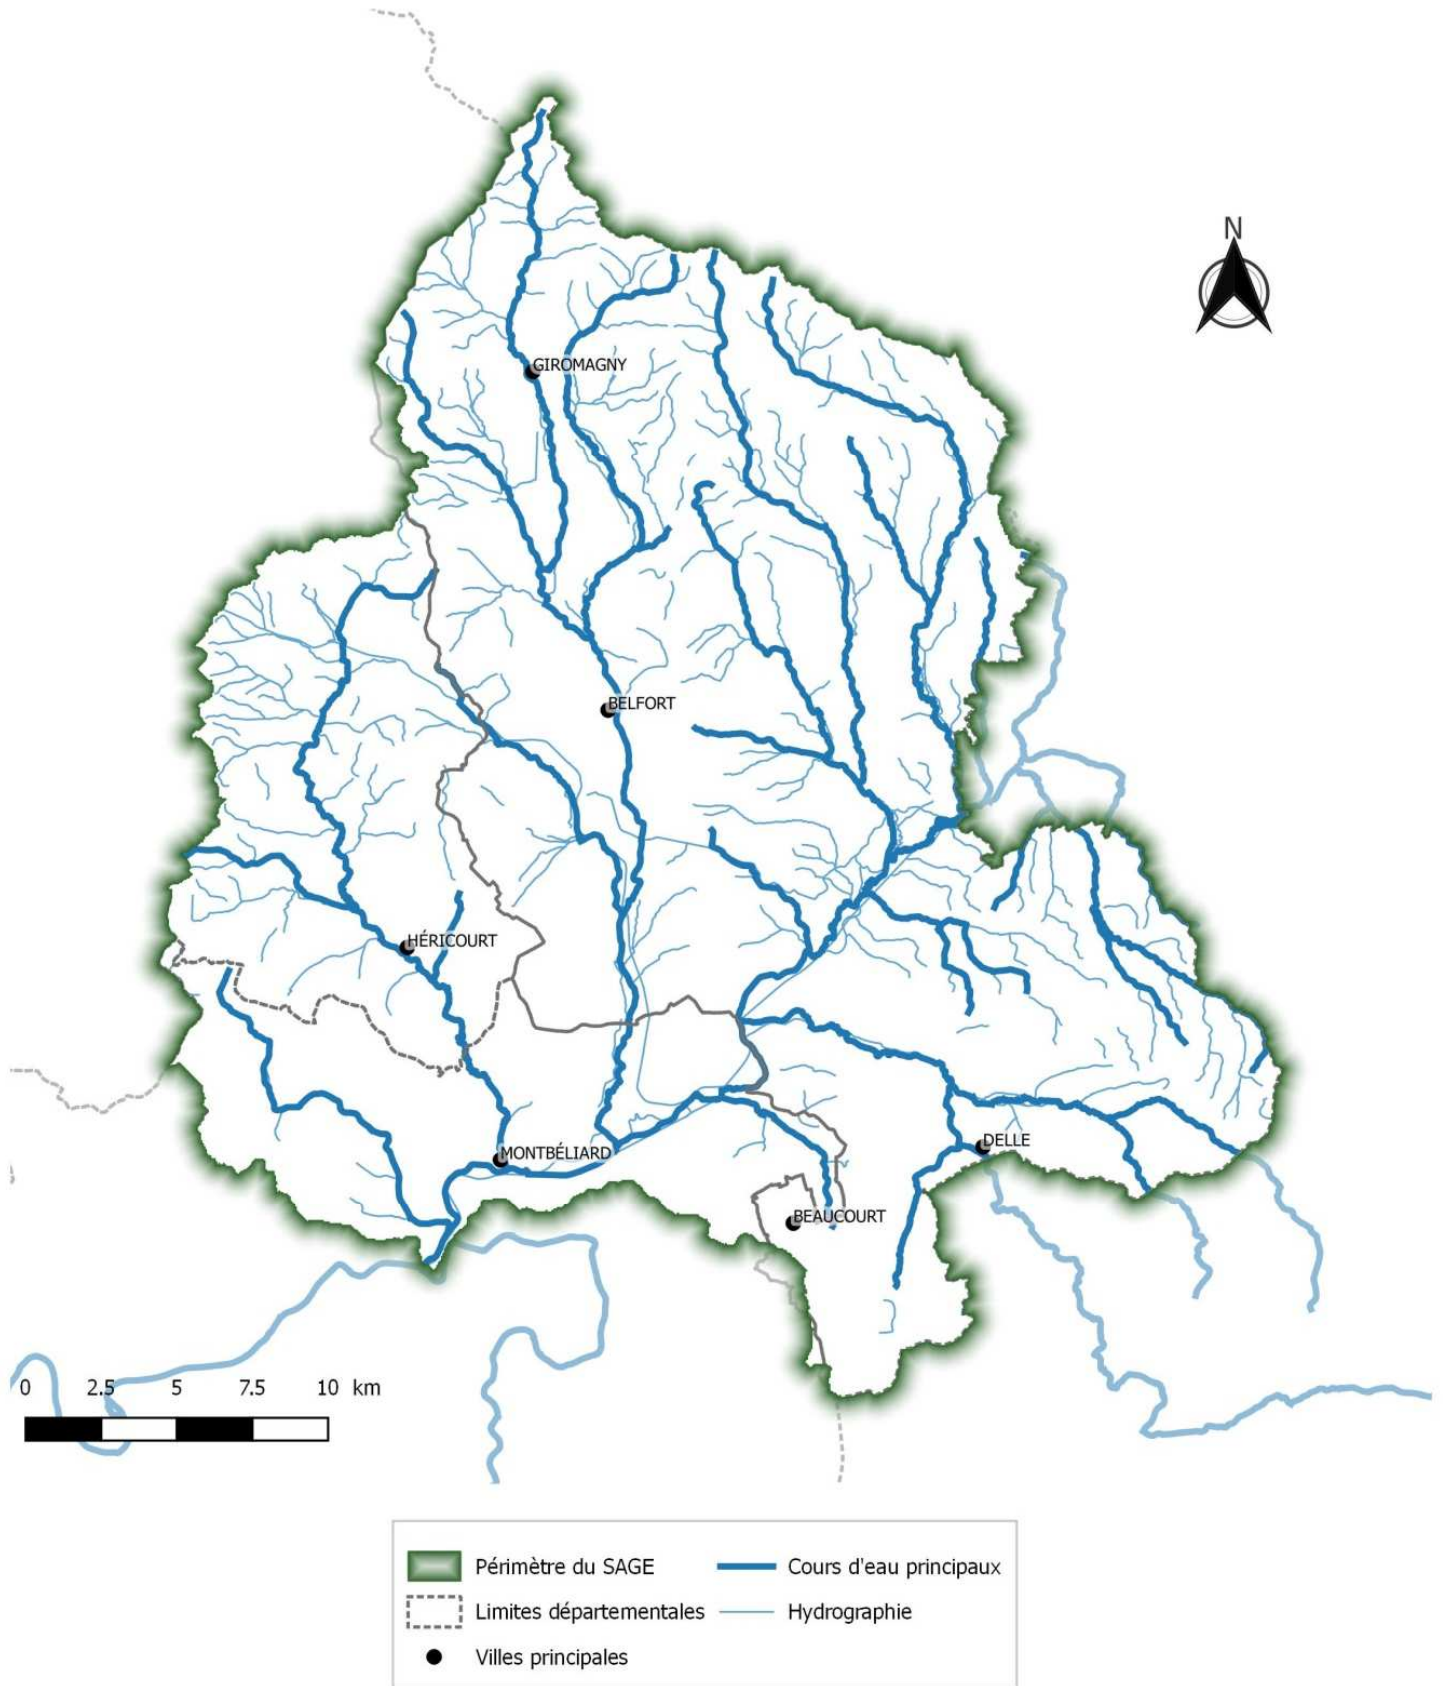 N
GIROMAGNY
BELFORT
HÉRICOURT
MONTBÉLIARD
DELLE
BEAUCOURT
0 2.5 5 7.5 10 km
Périmètre du SAGE
Cours d'eau principaux
Limites départementales
Hydrographie
Villes principales